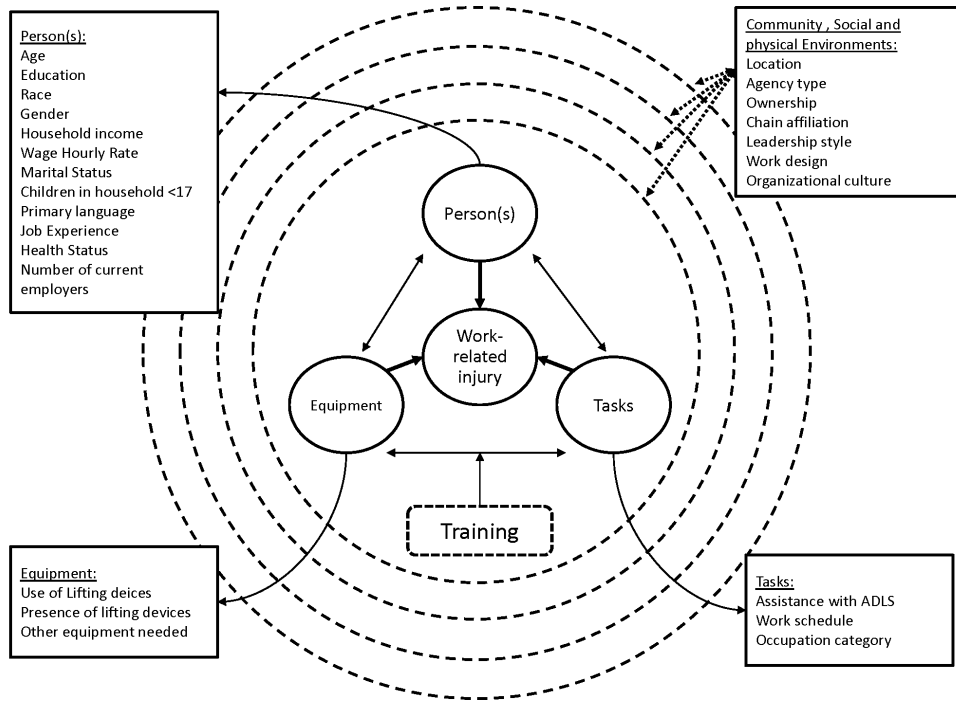 Person(s):
Age
Education
Race
Gender
Household income
Wage Hourly Rate
Marital Status
Children in household <17
Primary language
Job Experience
Health Status
Number of current
employers
Community , Social and
physical Environments:
Location
Agency type
Ownership
Chain affiliation
Leadership style
Work design
Organizational culture
Person(s)
Work-
related
injury
Equipment
Tasks
Training
Equipment:
Use of Lifting deices
Presence of lifting devices
Other equipment needed
Tasks:
Assistance with ADLS
Work schedule
Occupation category